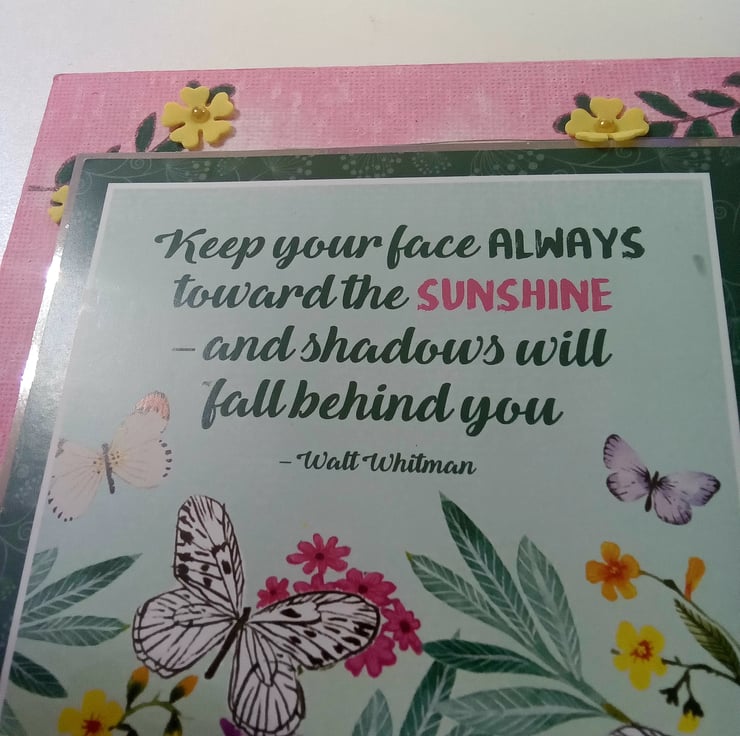 Keep your face ALWAYS
toward the SUNSHINE
– and shadows will
fall behind you
– Walt Whitman